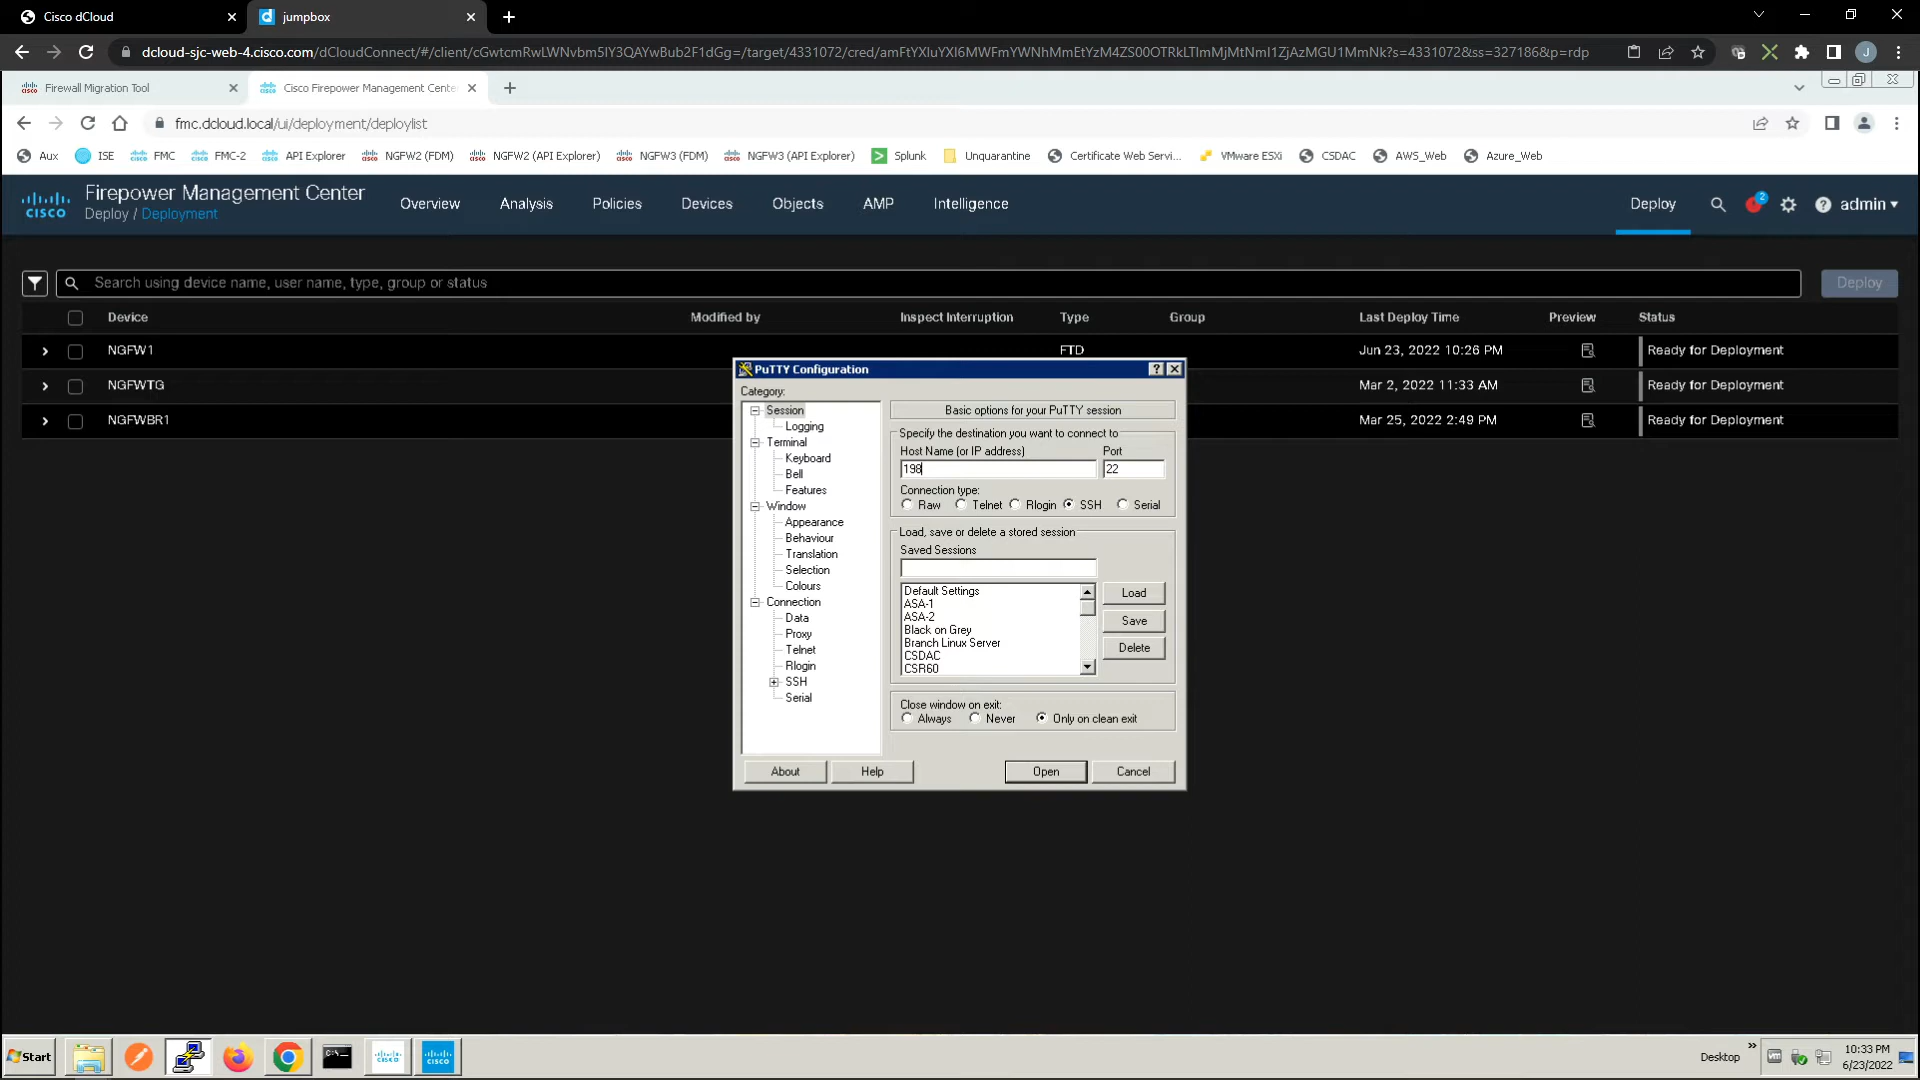 Cisco dCloud
jumpbox
dcloud-sjc-web-4.cisco.com/dCloudConnect/#/client/
Firewall Migration Tool
Cisco Firepower Management Cente
fmc.dcloud.local/ui/deployment/deploylist
Aux
ISE
FMC
FMC-2
API Explorer
NGFW2 (FDM)
NGFW2 (API Explorer)
NGFW3 (FDM)
NGFW3 (API Explorer)
Splunk
Unquarantine
Certificate Web Servi...
VMware ESXi
CSDAC
AWS_Web
Azure_Web
cisco
Firepower Management Center
Deploy / Deployment
Overview
Analysis
Policies
Devices
Objects
AMP
Intelligence
Deploy
2
admin
Search using device name, user name, type, group or status
Deploy
Device Modified by Inspect Interruption Type Group Last Deploy Time Preview Status
NGFW1 FTD Jun 23, 2022 10:26 PM Ready for Deployment
NGFWTG Mar 2, 2022 11:33 AM Ready for Deployment
NGFWBR1 Mar 25, 2022 2:49 PM Ready for Deployment
PuTTY Configuration
Category:
Session
Logging
Terminal
Keyboard
Bell
Features
Window
Appearance
Behaviour
Translation
Selection
Colours
Connection
Data
Proxy
Telnet
Rlogin
SSH
Serial
Basic options for your PuTTY session
Specify the destination you want to connect to
Host Name (or IP address) Port
198 22
Connection type:
Raw Telnet Rlogin SSH Serial
Load, save or delete a stored session
Saved Sessions
Default Settings
ASA-1
ASA-2
Black on Grey
Branch Linux Server
CSDAC
CSR60
Load
Save
Delete
Close window on exit:
Always Never Only on clean exit
About
Help
Open
Cancel
Start
Desktop
10:33 PM
6/23/2022